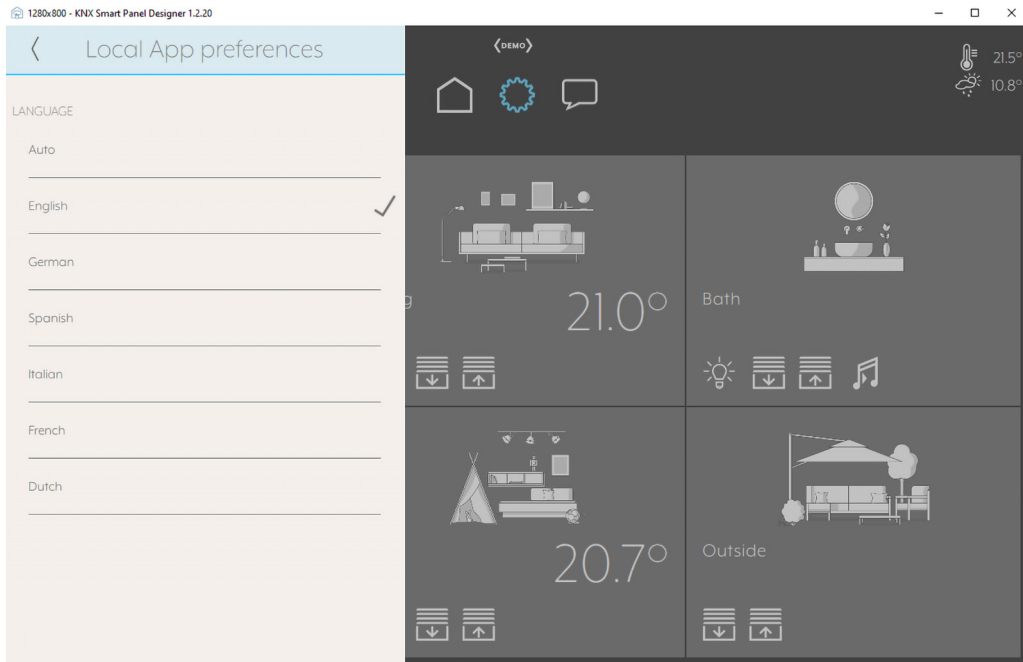 1280x800 - KNX Smart Panel Designer 1.2.20
Local App preferences
DEMO
21.5°
10.8°
LANGUAGE
Auto
English
German
Spanish
Italian
French
Dutch
g
21.0°
Bath
20.7°
Outside